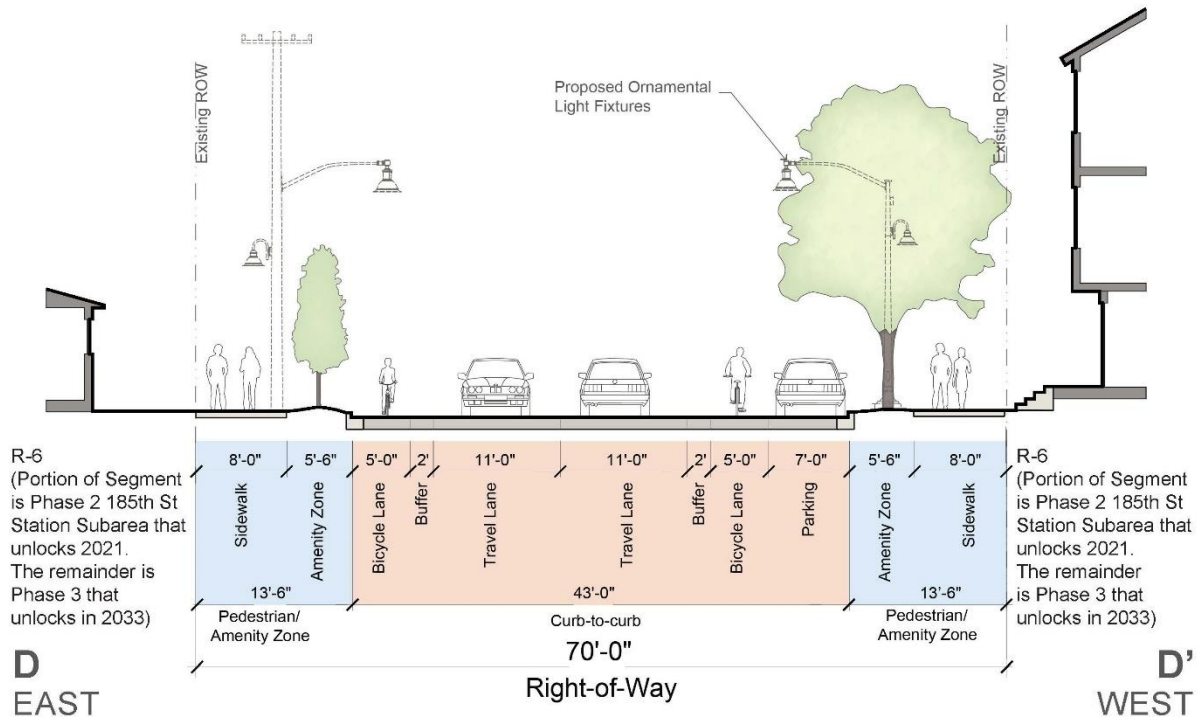 Existing ROW
Proposed Ornamental
Light Fixtures
Existing ROW
R-6
(Portion of Segment
is Phase 2 185th St
Station Subarea that
unlocks 2021.
The remainder is
Phase 3 that
unlocks in 2033)
8'-0" 5'-6" 5'-0" 2' 11'-0" 11'-0" 2' 5'-0" 7'-0" 5'-6" 8'-0"
Sidewalk
Amenity Zone
Bicycle Lane
Buffer
Travel Lane
Travel Lane
Buffer
Bicycle Lane
Parking
Amenity Zone
Sidewalk
13'-6" 43'-0" 13'-6"
Pedestrian/
Amenity Zone
Curb-to-curb
Pedestrian/
Amenity Zone
70'-0"
Right-of-Way
R-6
(Portion of Segment
is Phase 2 185th St
Station Subarea that
unlocks 2021.
The remainder
is Phase 3 that
unlocks in 2033)
D
EAST
D'
WEST